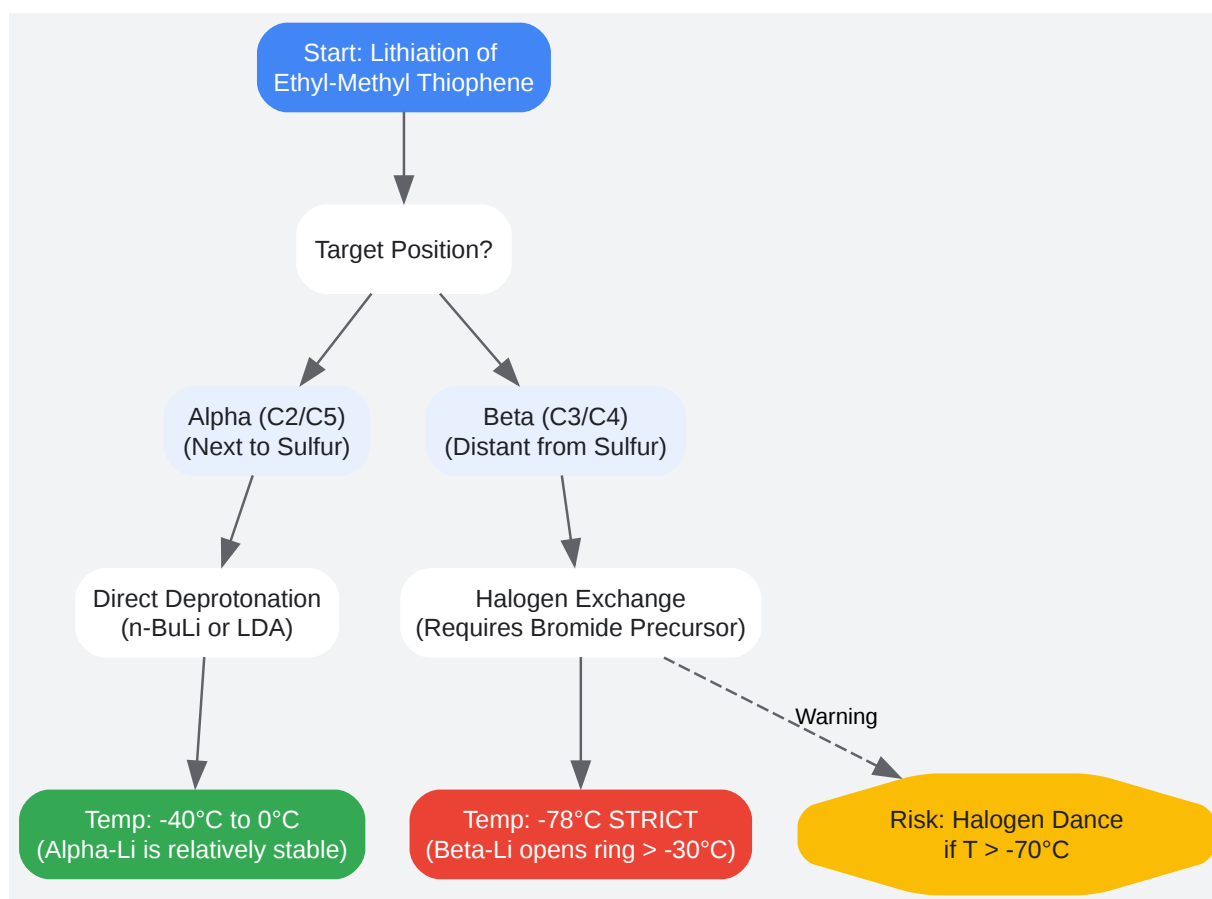 Start: Lithiation of
Ethyl-Methyl Thiophene
Target Position?
Alpha (C2/C5)
(Next to Sulfur)
Beta (C3/C4)
(Distant from Sulfur)
Direct Deprotonation
(n-BuLi or LDA)
Halogen Exchange
(Requires Bromide Precursor)
Warning
Temp: -40°C to 0°C
(Alpha-Li is relatively stable)
Temp: -78°C STRICT
(Beta-Li opens ring > -30°C)
Risk: Halogen Dance
if T > -70°C